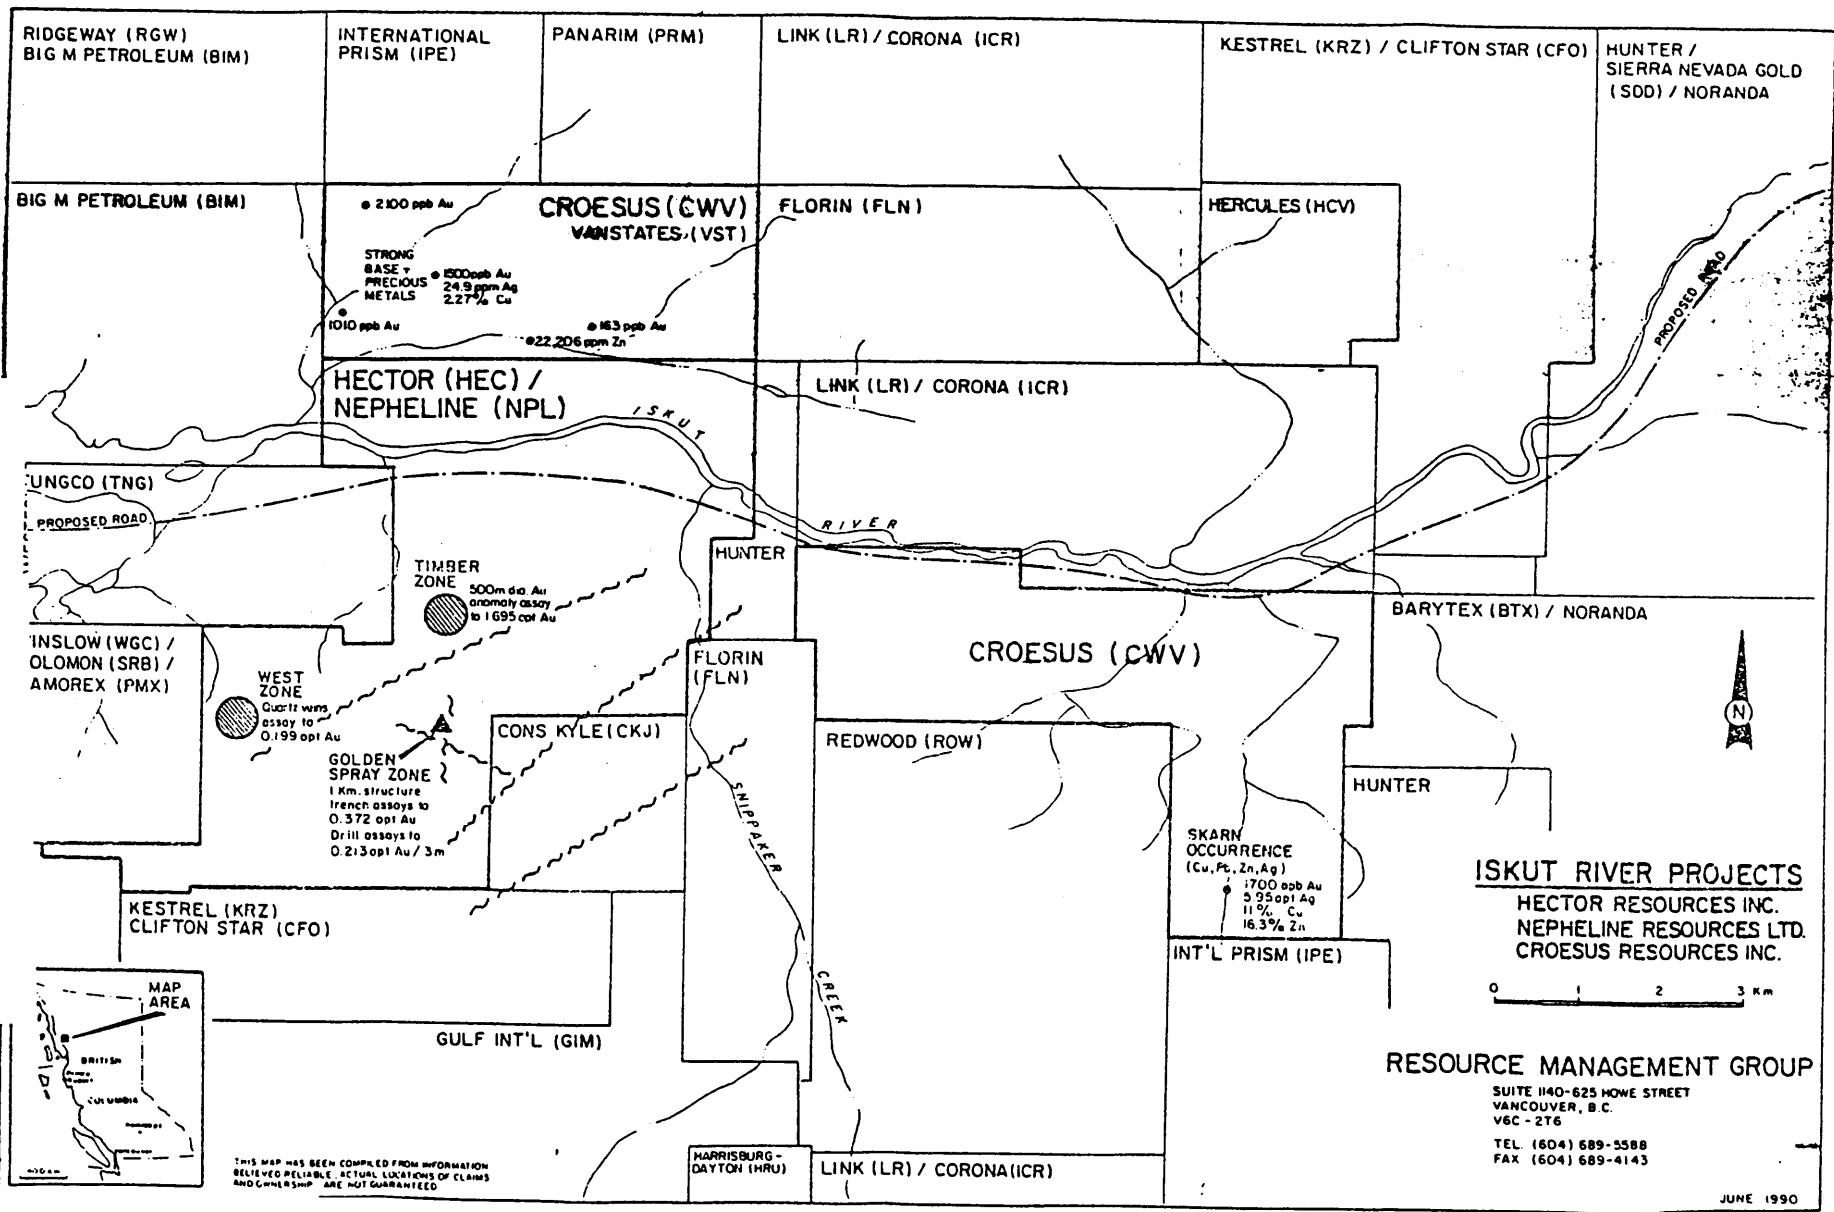 RIDGEWAY (RGW)
BIG M PETROLEUM (BIM)
INTERNATIONAL
PRISM (IPE)
PANARIM (PRM)
LINK (LR) / CORONA (ICR)
KESTREL (KRZ) / CLIFTON STAR (CFO)
HUNTER /
SIERRA NEVADA GOLD
(SDD) / NORANDA
BIG M PETROLEUM (BIM)
2100 ppb Au
CROESUS (CWV)
VANSTATES (VST)
STRONG
BASE +
PRECIOUS
METALS
1500 ppb Au
24.9 ppm Ag
2.27% Cu
1010 ppb Au
163 ppb Au
22,206 ppm Zn
FLORIN (FLN)
HERCULES (HCV)
PROPOSED ROAD
HECTOR (HEC) /
NEPHELINE (NPL)
ISKUT
LINK (LR) / CORONA (ICR)
UNGCO (TNG)
PROPOSED ROAD
RIVER
HUNTER
TIMBER
ZONE
500m dia. Au
anomaly assay
to 1.695 opt Au
BARYTEX (BTX) / NORANDA
INSLOW (WGC) /
OLOMON (SRB) /
AMOREX (PMX)
WEST
ZONE
Quartz veins
assay to
0.199 opt Au
FLORIN
(FLN)
CROESUS (CWV)
N
CONS KYLE (CKJ)
REDWOOD (ROW)
GOLDEN
SPRAY ZONE
1 Km. structure
trench assays to
0.372 opt Au
Drill assays to
0.213 opt Au / 3m
SNIPPAKER
CREEK
HUNTER
SKARN
OCCURRENCE
(Cu, Pt, Zn, Ag)
1700 ppb Au
5.95 opt Ag
11% Cu
16.3% Zn
INT'L PRISM (IPE)
KESTREL (KRZ)
CLIFTON STAR (CFO)
GULF INT'L (GIM)
ISKUT RIVER PROJECTS
HECTOR RESOURCES INC.
NEPHELINE RESOURCES LTD.
CROESUS RESOURCES INC.
0 1 2 3 Km
MAP
AREA
BRITISH
COLUMBIA
RESOURCE MANAGEMENT GROUP
SUITE 1140-625 HOWE STREET
VANCOUVER, B.C.
V6C - 2T6
TEL. (604) 689-5588
FAX (604) 689-4143
HARRISBURG -
DAYTON (HRU)
LINK (LR) / CORONA (ICR)
THIS MAP HAS BEEN COMPILED FROM INFORMATION
BELIEVED RELIABLE. ACTUAL LOCATIONS OF CLAIMS
AND OWNERSHIP ARE NOT GUARANTEED
JUNE 1990